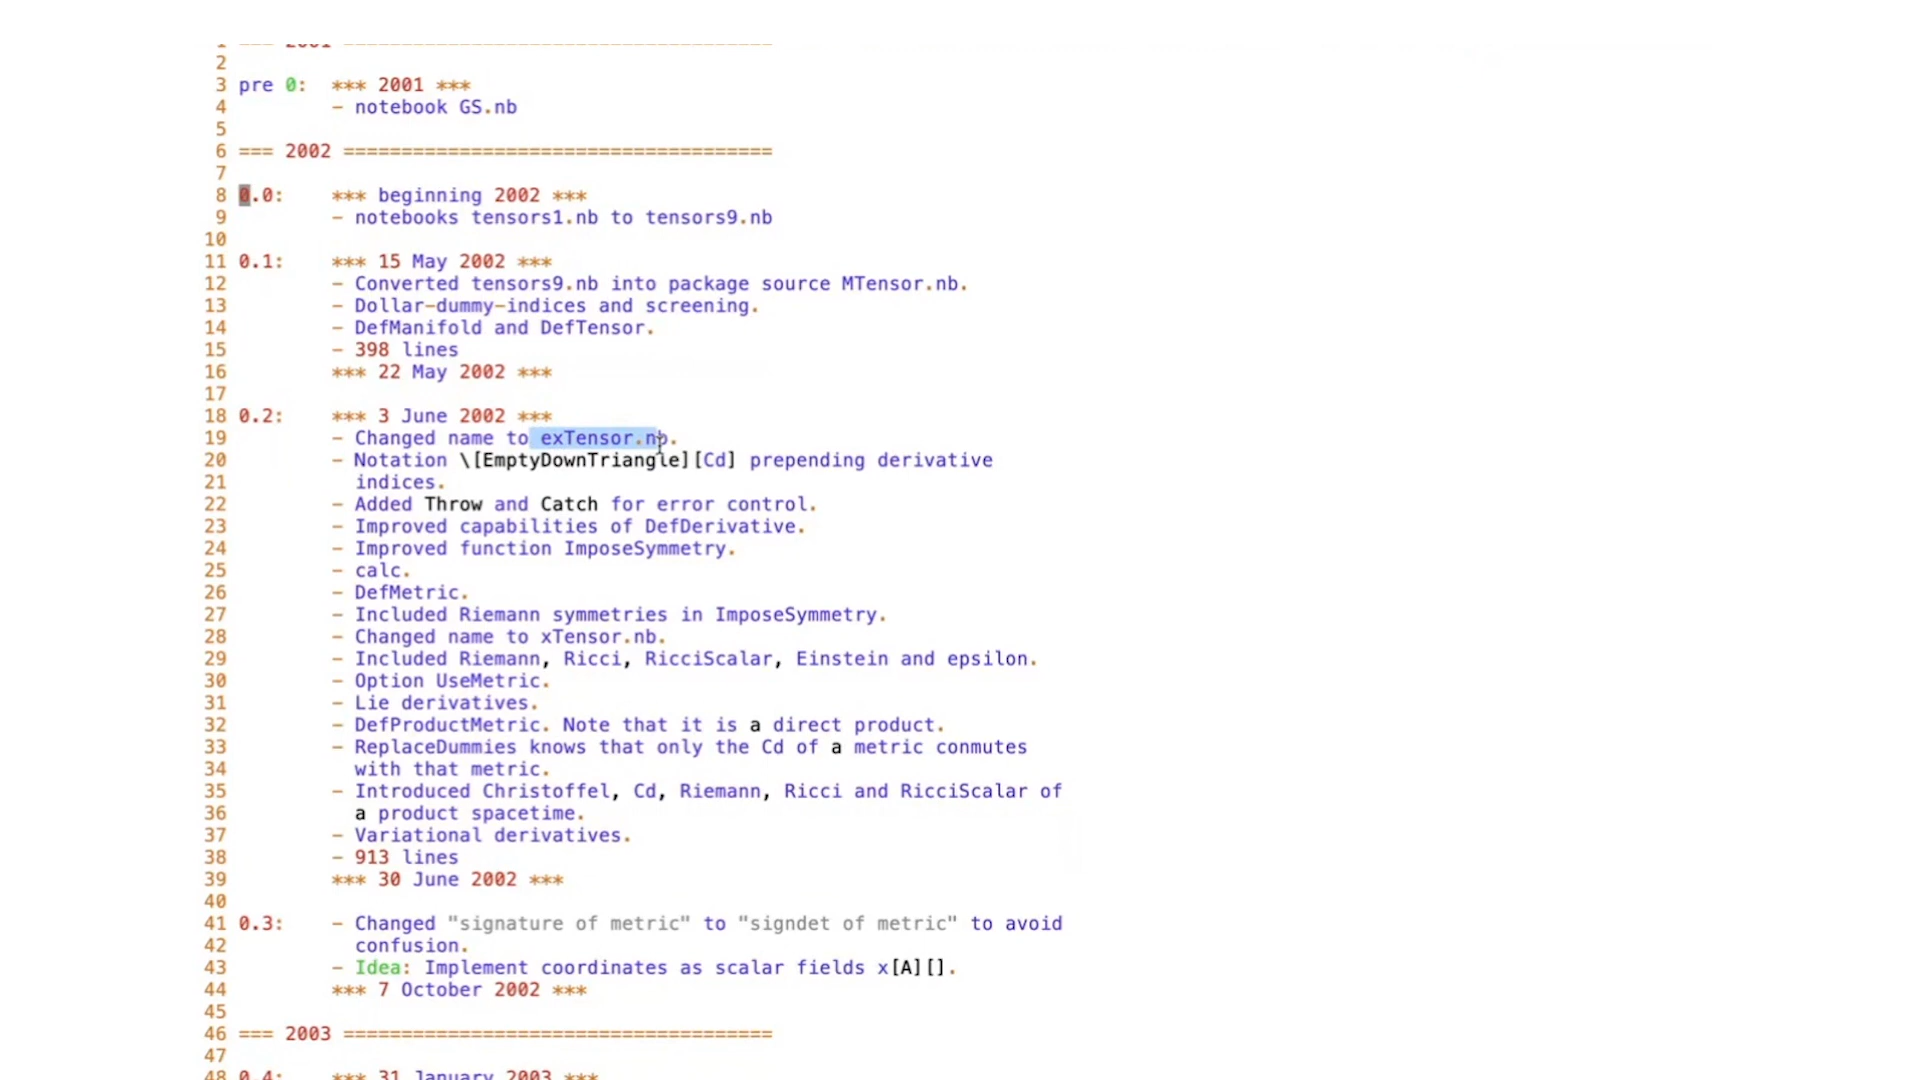 1 === 2001 =====================================
2
3 pre 0: *** 2001 ***
4 - notebook GS.nb
5
6 === 2002 =====================================
7
8 0.0: *** beginning 2002 ***
9 - notebooks tensors1.nb to tensors9.nb
10
11 0.1: *** 15 May 2002 ***
12 - Converted tensors9.nb into package source MTensor.nb.
13 - Dollar-dummy-indices and screening.
14 - DefManifold and DefTensor.
15 - 398 lines
16 *** 22 May 2002 ***
17
18 0.2: *** 3 June 2002 ***
19 - Changed name to exTensor.nb.
20 - Notation \[EmptyDownTriangle][Cd] prepending derivative
21 indices.
22 - Added Throw and Catch for error control.
23 - Improved capabilities of DefDerivative.
24 - Improved function ImposeSymmetry.
25 - calc.
26 - DefMetric.
27 - Included Riemann symmetries in ImposeSymmetry.
28 - Changed name to xTensor.nb.
29 - Included Riemann, Ricci, RicciScalar, Einstein and epsilon.
30 - Option UseMetric.
31 - Lie derivatives.
32 - DefProductMetric. Note that it is a direct product.
33 - ReplaceDummies knows that only the Cd of a metric conmutes
34 with that metric.
35 - Introduced Christoffel, Cd, Riemann, Ricci and RicciScalar of
36 a product spacetime.
37 - Variational derivatives.
38 - 913 lines
39 *** 30 June 2002 ***
40
41 0.3: - Changed "signature of metric" to "signdet of metric" to avoid
42 confusion.
43 - Idea: Implement coordinates as scalar fields x[A][].
44 *** 7 October 2002 ***
45
46 === 2003 =====================================
47
48 0.4: *** 31 January 2003 ***